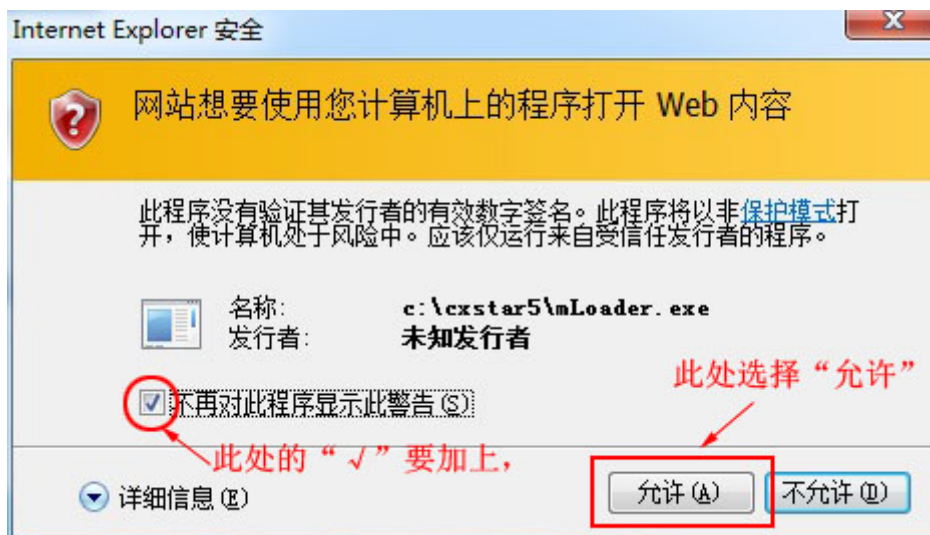 Internet Explorer 安全
网站想要使用您计算机上的程序打开 Web 内容
此程序没有验证其发行者的有效数字签名。此程序将以非保护模式打
开，使计算机处于风险中。应该仅运行来自受信任发行者的程序。
名称: c:\cxstar5\mLoader.exe
发行者: 未知发行者
此处选择“允许”
不再对此程序显示此警告(S)
此处的“√”要加上，
详细信息(E) 允许(A) 不允许(D)